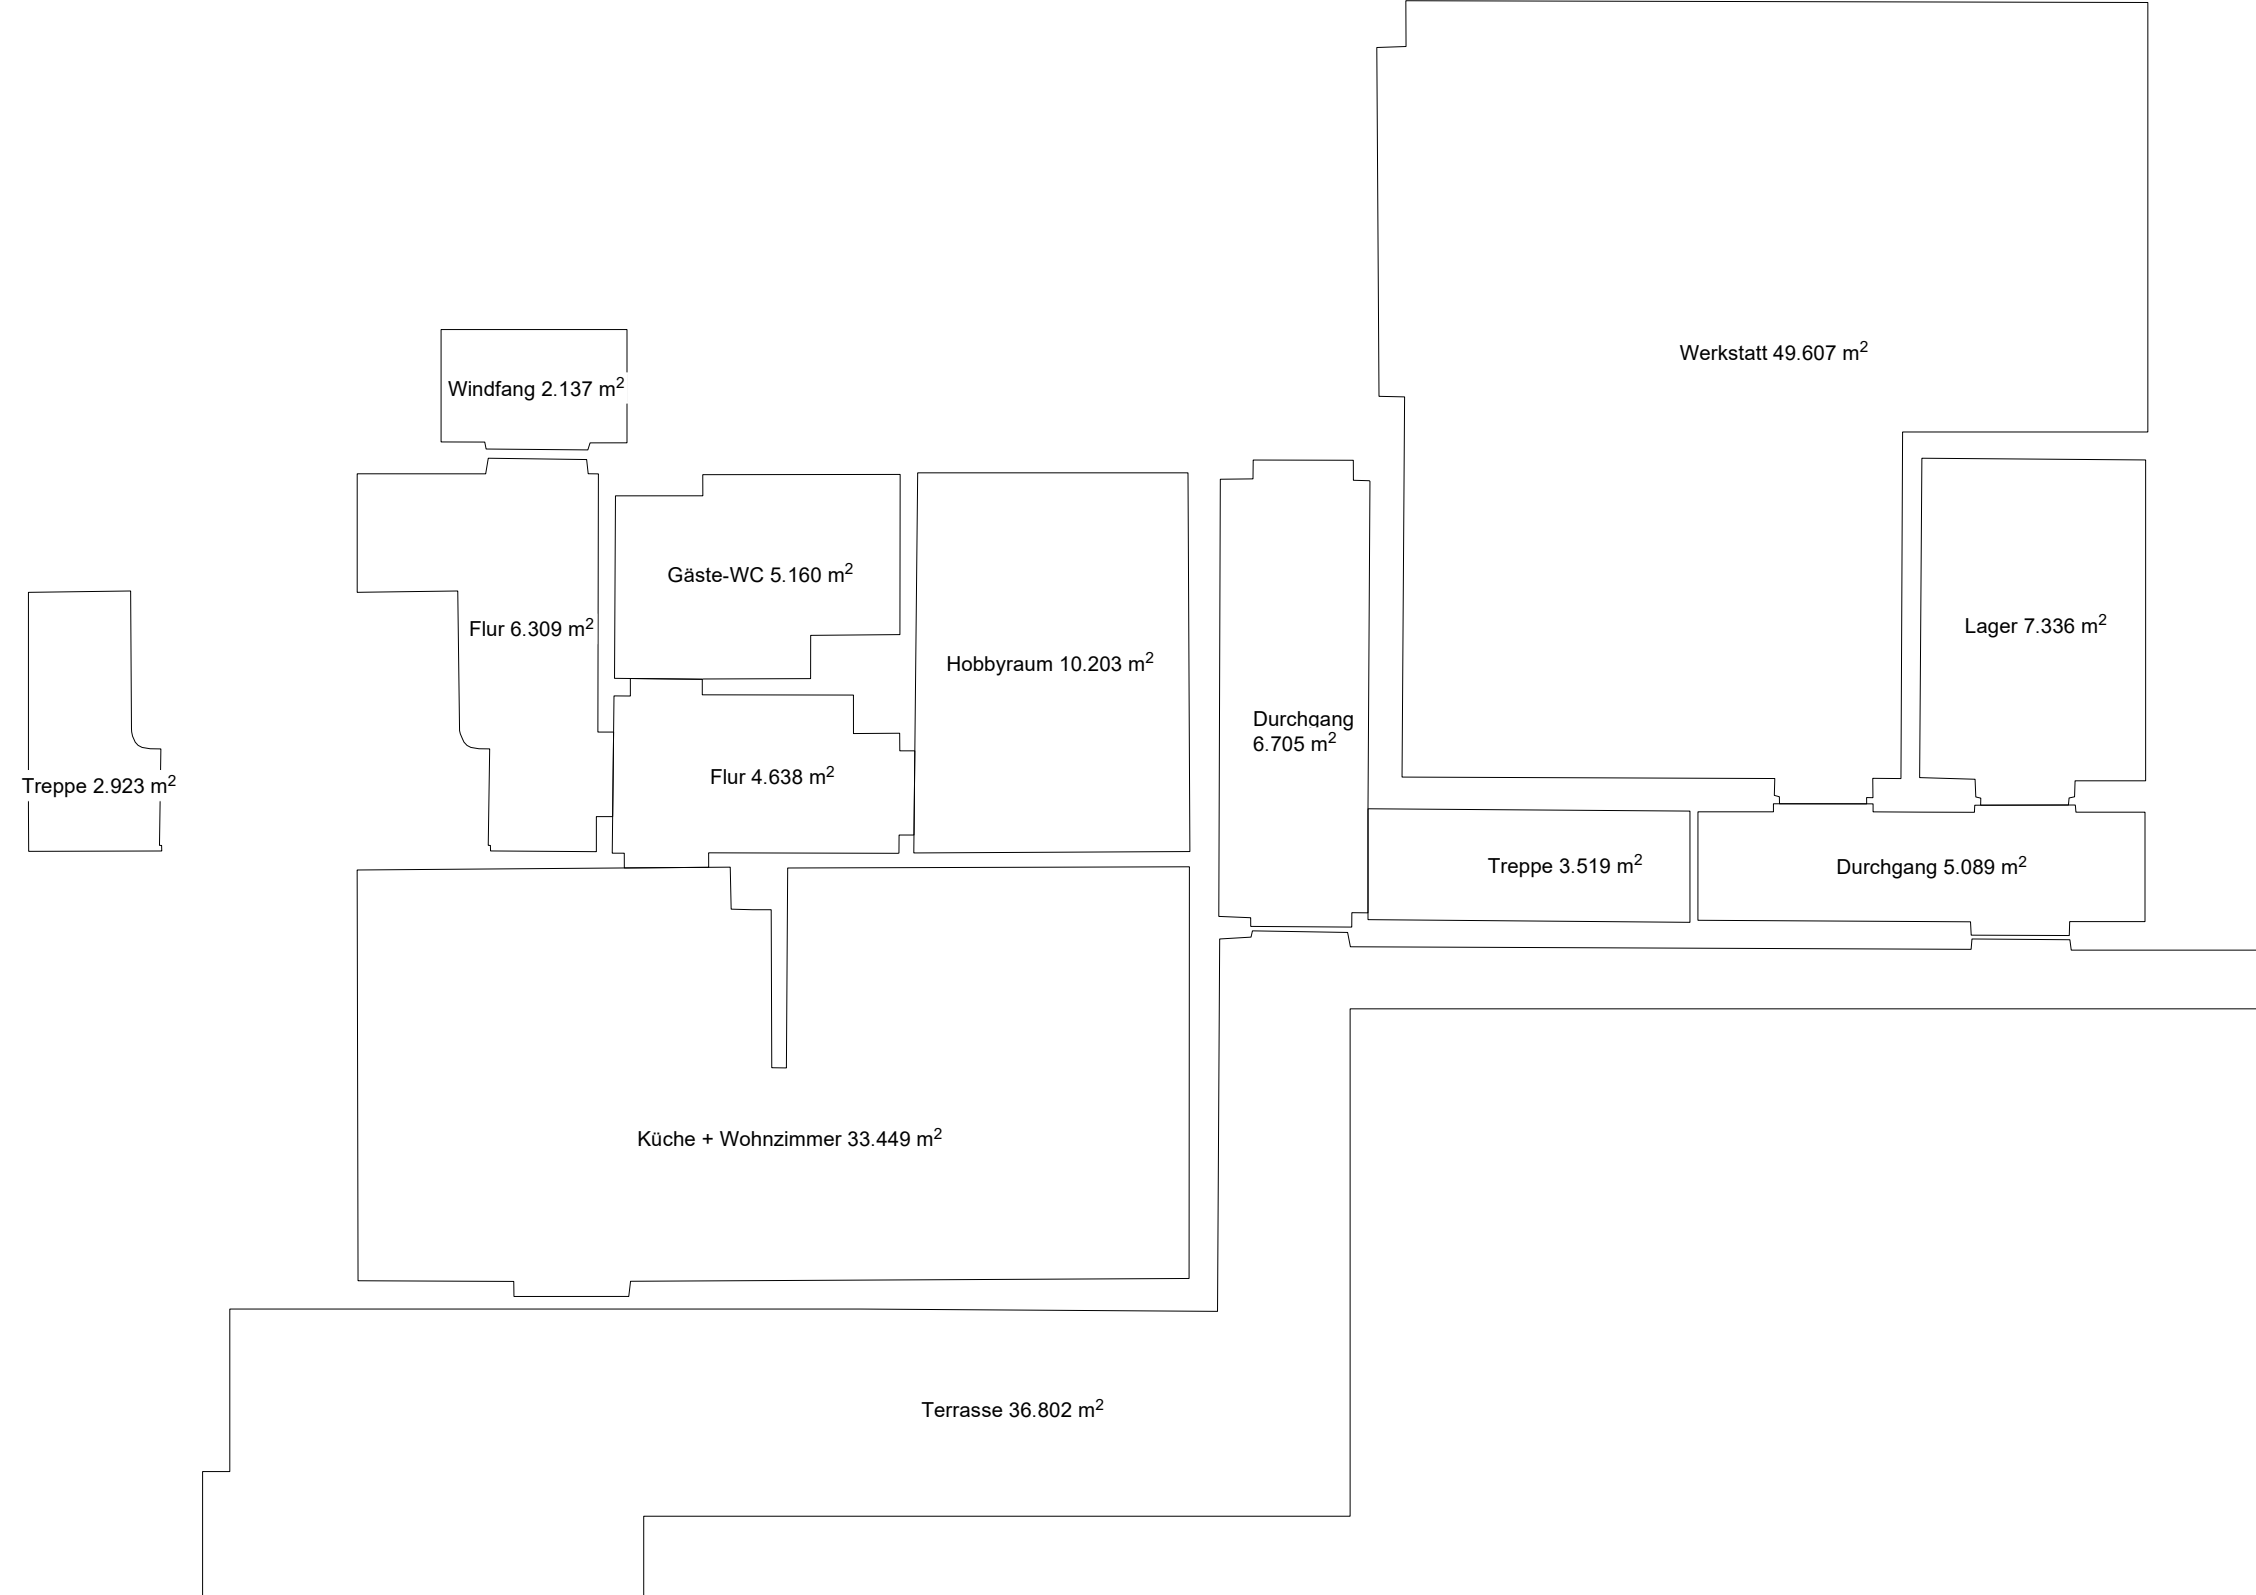 Werkstatt 49.607 m²
Windfang 2.137 m²
Gäste-WC 5.160 m²
Flur 6.309 m²
Lager 7.336 m²
Hobbyraum 10.203 m²
Durchgang
6.705 m²
Treppe 2.923 m²
Flur 4.638 m²
Treppe 3.519 m²
Durchgang 5.089 m²
Küche + Wohnzimmer 33.449 m²
Terrasse 36.802 m²